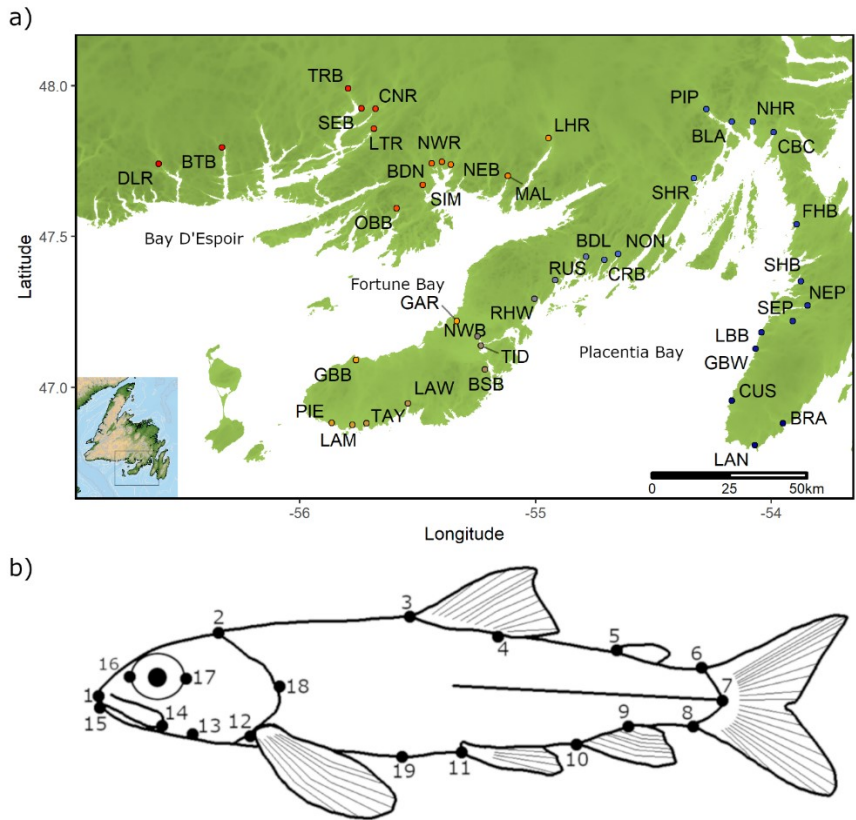 a)
TRB
CNR
SEB
LTR
BTB
DLR
NWR
BDN
NEB
SIM
OBB
LHR
MAL
PIP
BLA
NHR
CBC
SHR
FHB
SHB
NEP
SEP
LBB
GBW
CUS
BRA
LAN
BDL
NON
RUS
CRB
RHW
Bay D'Espoir
Fortune Bay
GAR
NWB
TID
Placentia Bay
BSB
GBB
PIE
LAW
LAM
TAY
48.0
47.5
47.0
Latitude
-56
-55
-54
Longitude
0 25 50km
b)
1
2
3
4
5
6
7
8
9
10
11
12
13
14
15
16
17
18
19